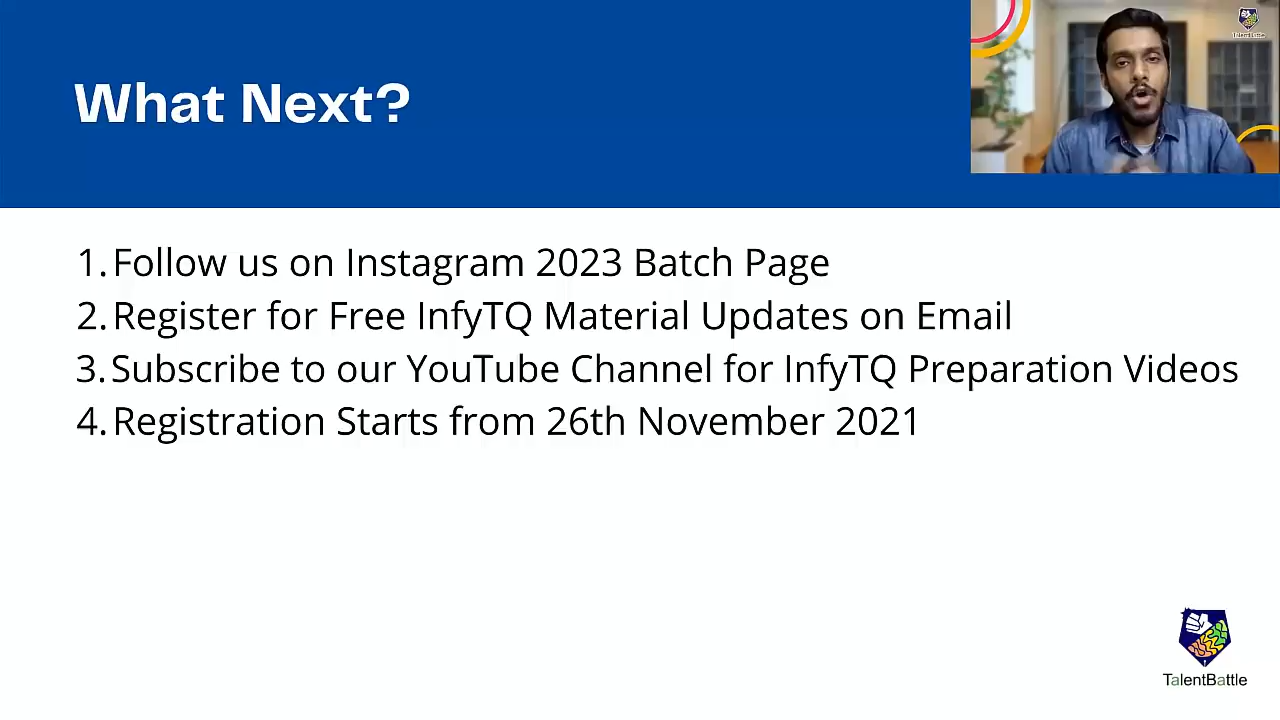 What Next?
TalentBattle
1. Follow us on Instagram 2023 Batch Page
2. Register for Free InfyTQ Material Updates on Email
3. Subscribe to our YouTube Channel for InfyTQ Preparation Videos
4. Registration Starts from 26th November 2021
TalentBattle